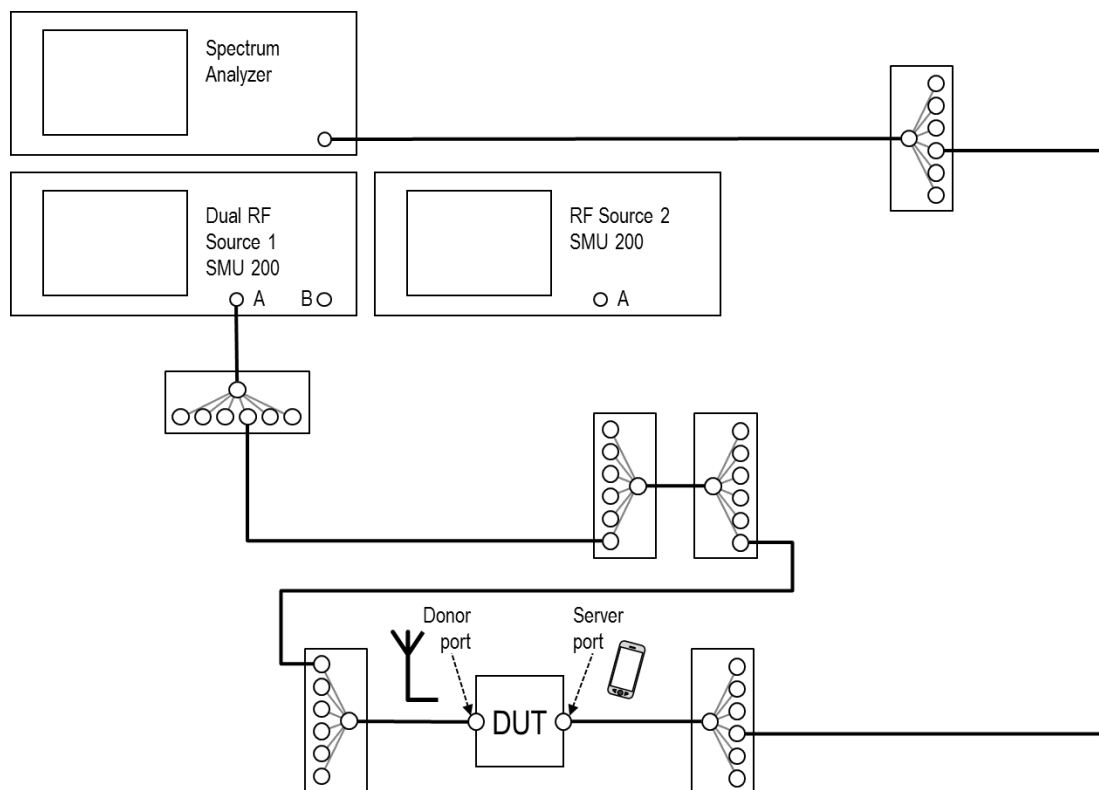 Spectrum
Analyzer
Dual RF
Source 1
SMU 200
A
B
RF Source 2
SMU 200
A
Donor
port
Server
port
DUT